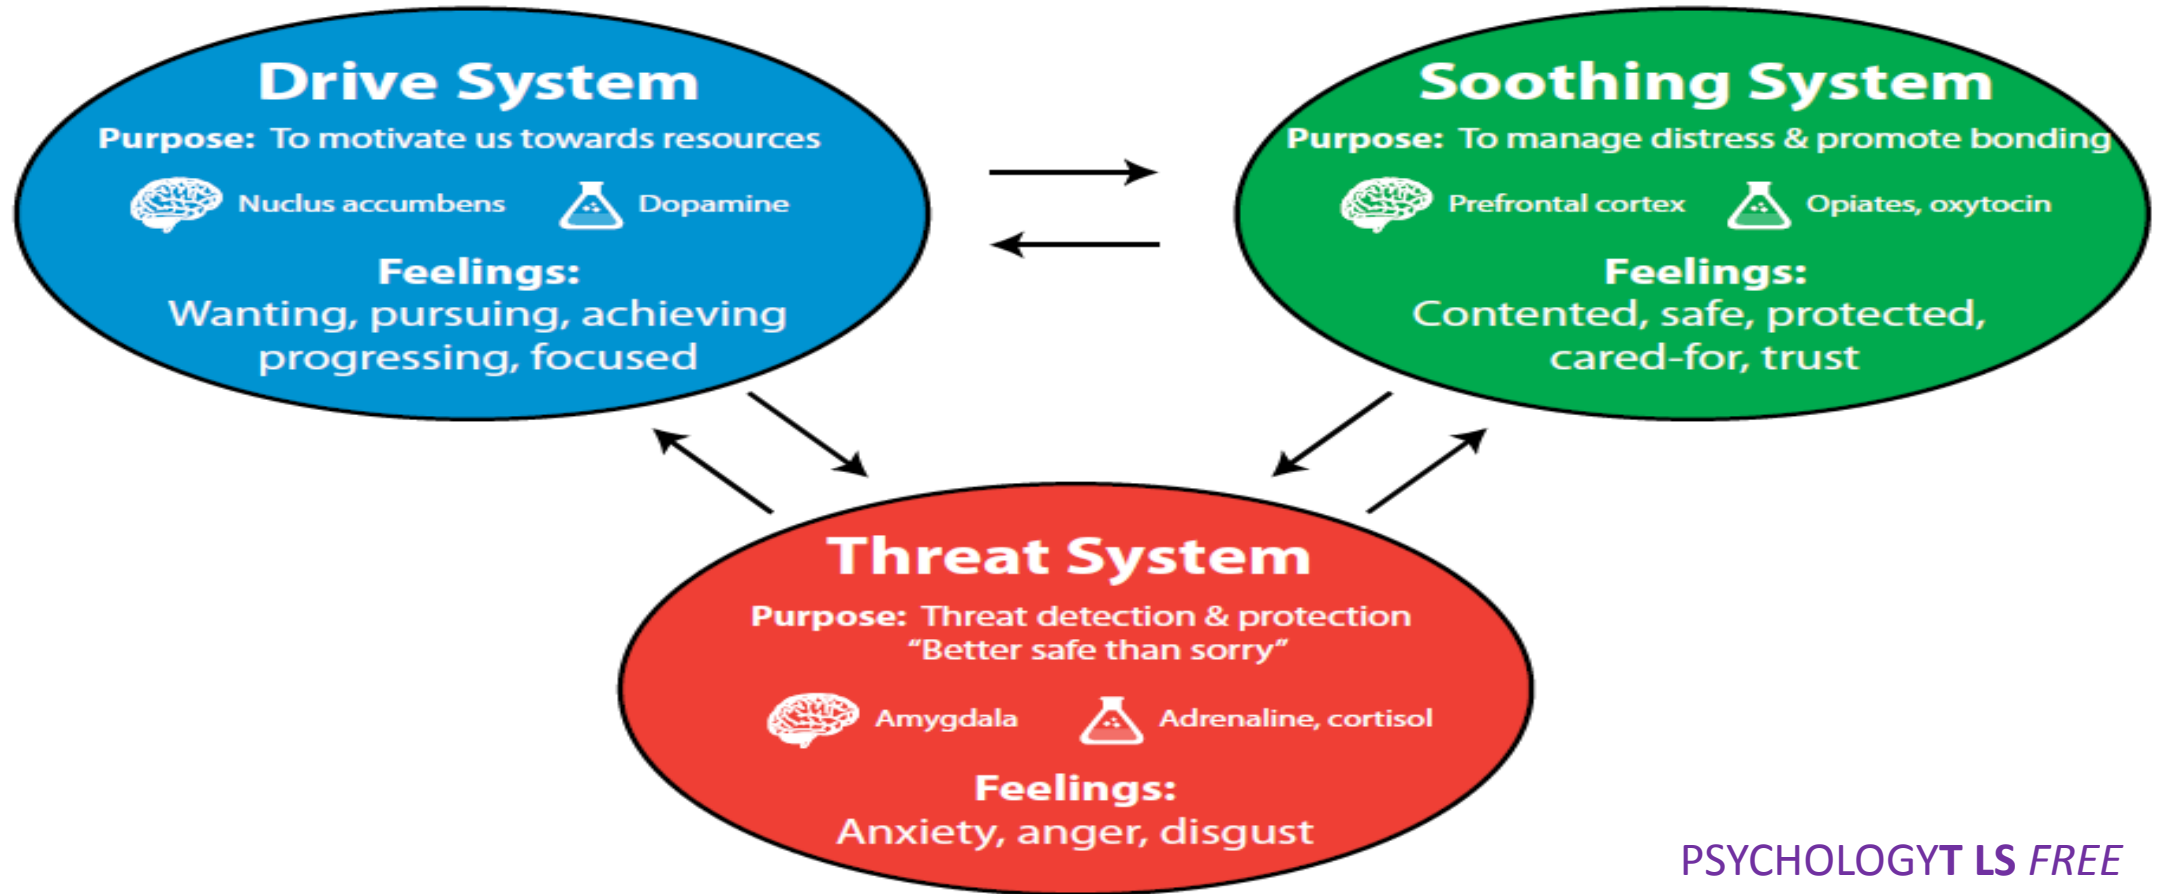 Drive System
Purpose: To motivate us towards resources
Nuclus accumbens
Dopamine
Feelings:
Wanting, pursuing, achieving
progressing, focused
Soothing System
Purpose: To manage distress & promote bonding
Prefrontal cortex
Opiates, oxytocin
Feelings:
Contented, safe, protected,
cared-for, trust
Threat System
Purpose: Threat detection & protection
“Better safe than sorry”
Amygdala
Adrenaline, cortisol
Feelings:
Anxiety, anger, disgust
PSYCHOLOGYT LS FREE